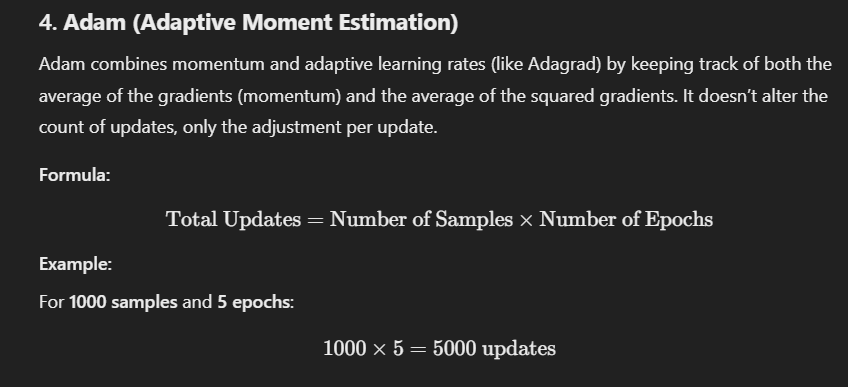 4. Adam (Adaptive Moment Estimation)
Adam combines momentum and adaptive learning rates (like Adagrad) by keeping track of both the
average of the gradients (momentum) and the average of the squared gradients. It doesn’t alter the
count of updates, only the adjustment per update.
Formula:
Total Updates = Number of Samples × Number of Epochs
Example:
For 1000 samples and 5 epochs:
1000 × 5 = 5000 updates